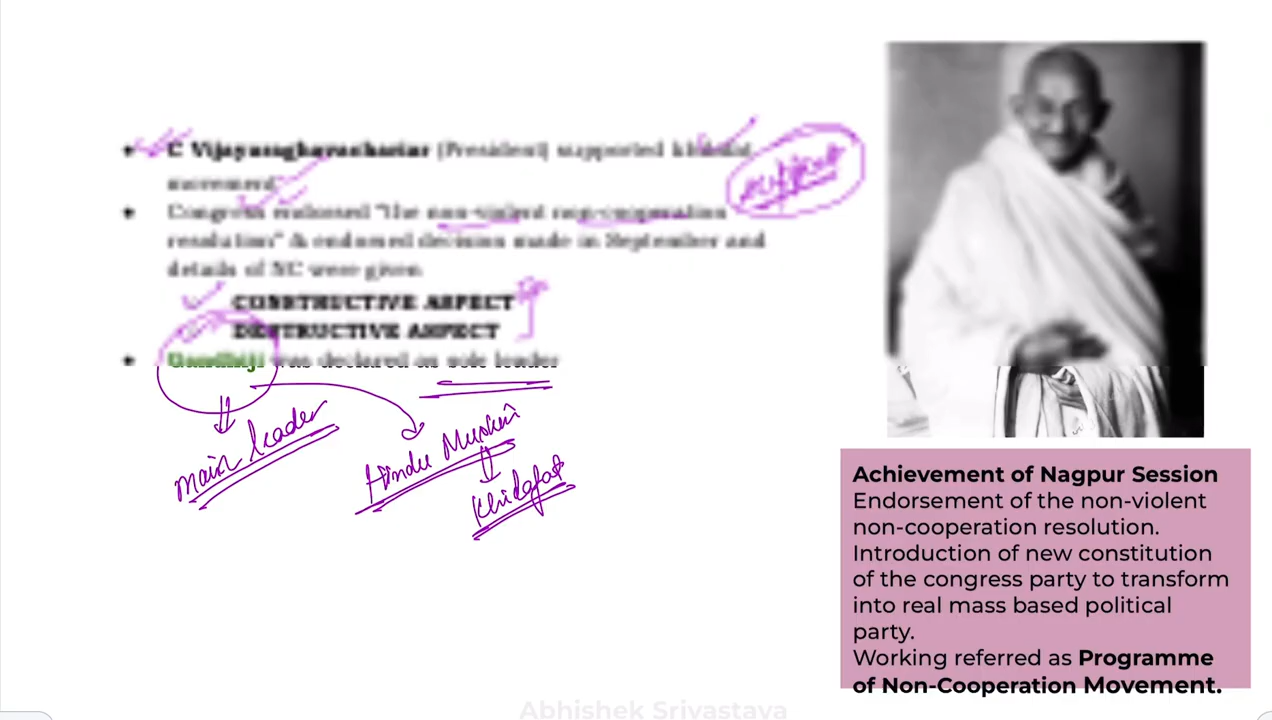 • C Vijayaraghavachariar (President) supported khilafat
movement
• Congress endorsed "the non-violent non-cooperation
resolution" & endorsed decision made in September and
details of NC were given
CONSTRUCTIVE ASPECT
DESTRUCTIVE ASPECT
• Gandhiji was declared as sole leader
main leader
Hindu Muslim
Khilafat
Achievement of Nagpur Session
Endorsement of the non-violent
non-cooperation resolution.
Introduction of new constitution
of the congress party to transform
into real mass based political
party.
Working referred as Programme
of Non-Cooperation Movement.
Abhishek Srivastava